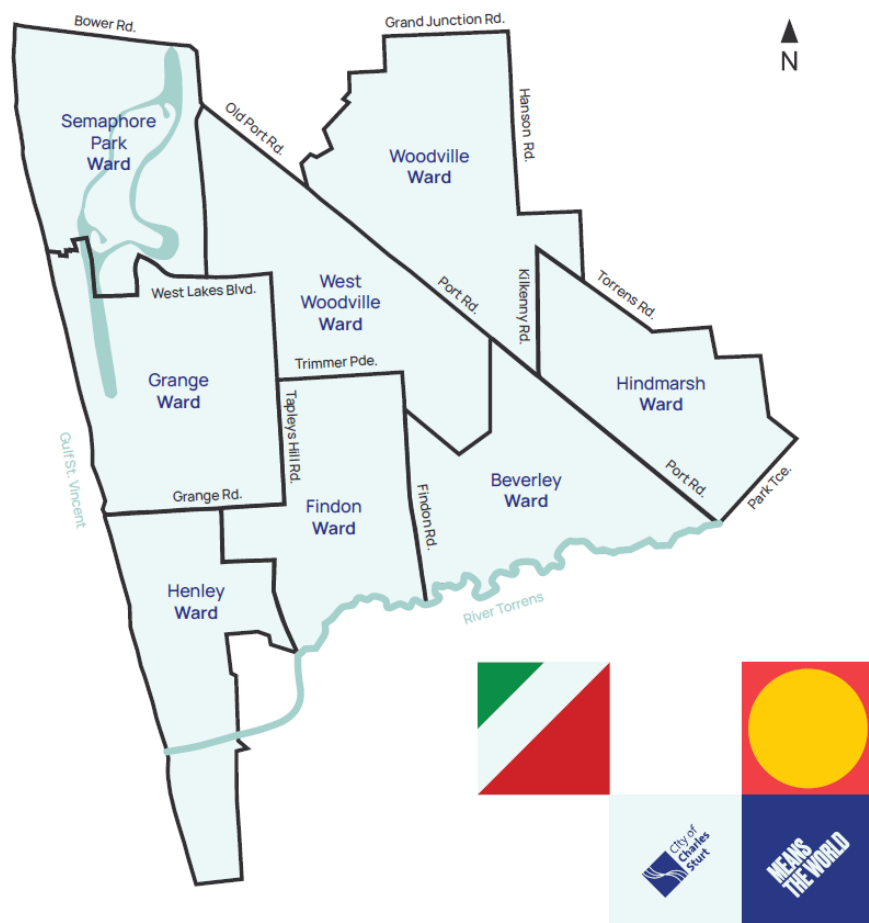 Bower Rd.
Grand Junction Rd.
N
Old Port Rd.
Hanson Rd.
Semaphore
Park
Ward
Woodville
Ward
West Lakes Blvd.
West
Woodville
Ward
Port Rd.
Kilkenny Rd.
Torrens Rd.
Trimmer Pde.
Grange
Ward
Hindmarsh
Ward
Tapleys Hill Rd.
Gulf St. Vincent
Grange Rd.
Findon
Ward
Findon Rd.
Beverley
Ward
Port Rd.
Park Tce.
Henley
Ward
River Torrens
City of
Charles
Sturt
MEANS
THE WORLD